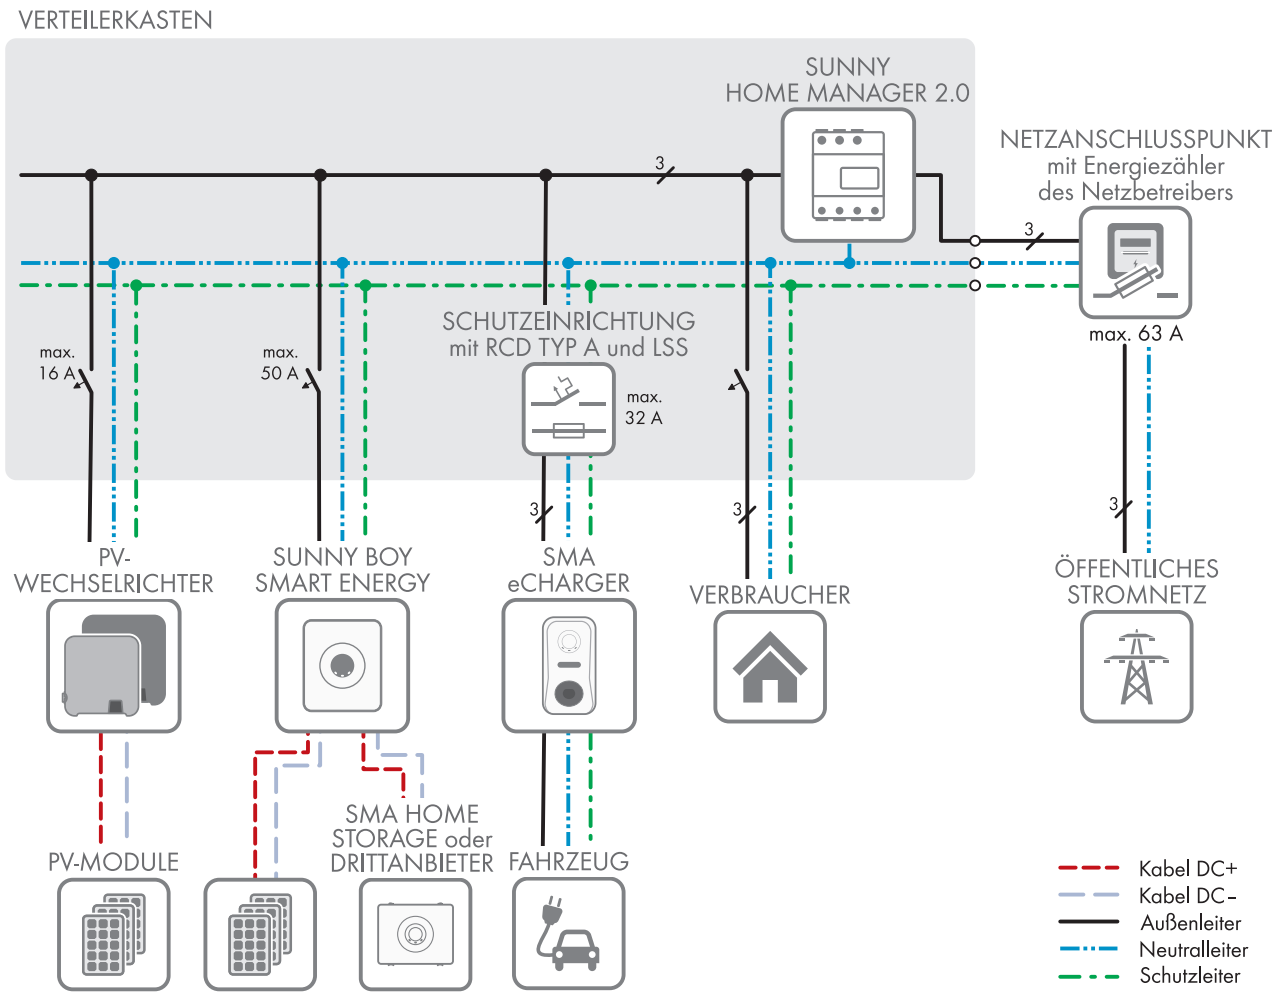 VERTEILERKASTEN
SUNNY
HOME MANAGER 2.0
NETZANSCHLUSSPUNKT
mit Energiezähler
des Netzbetreibers
3
3
SCHUTZEINRICHTUNG
mit RCD TYP A und LSS
max. 63 A
max.
16 A
max.
50 A
max.
32 A
3
3
3
PV-
WECHSELRICHTER
SUNNY BOY
SMART ENERGY
SMA
eCHARGER
VERBRAUCHER
ÖFFENTLICHES
STROMNETZ
SMA HOME
STORAGE oder
DRITTANBIETER
PV-MODULE
FAHRZEUG
Kabel DC+
Kabel DC–
Außenleiter
Neutralleiter
Schutzleiter